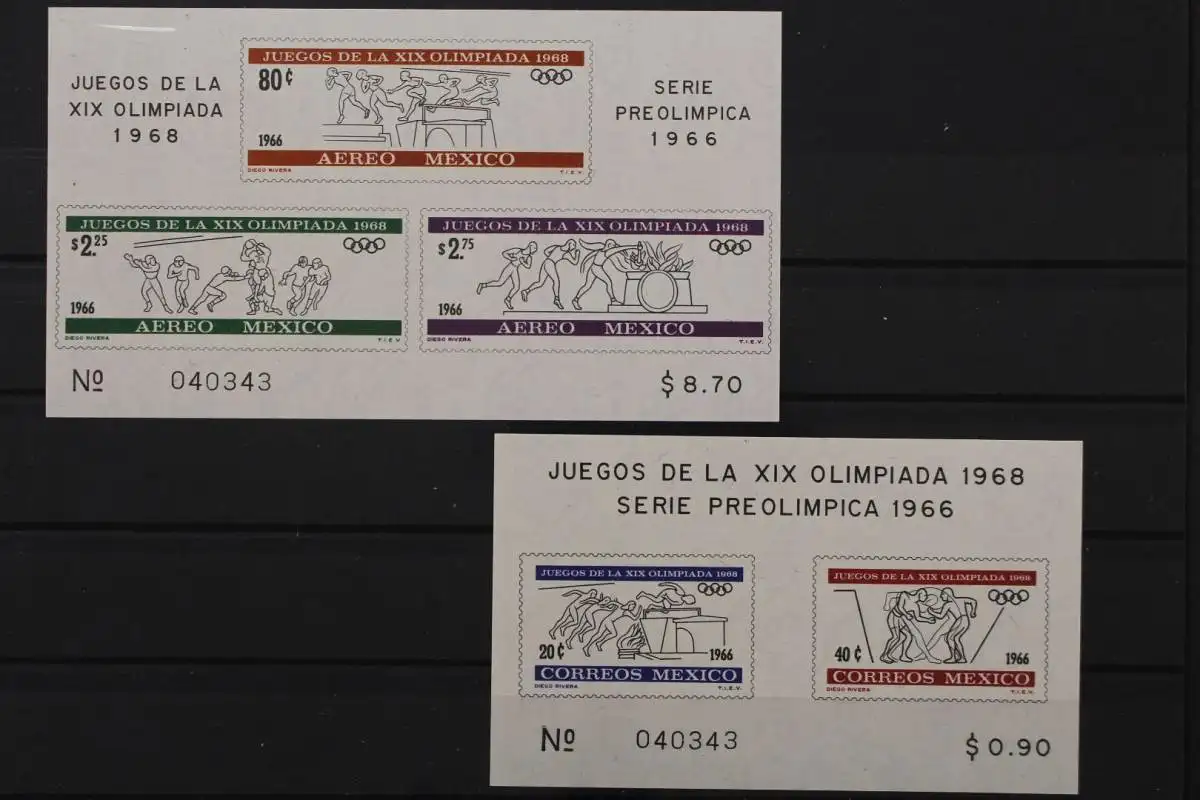 JUEGOS DE LA
XIX OLIMPIADA
1968
JUEGOS DE LA XIX OLIMPIADA 1968
80¢
1966
AEREO MEXICO
DIEGO RIVERA
T.I.E.V.
SERIE
PREOLIMPICA
1966
JUEGOS DE LA XIX OLIMPIADA 1968
$2.25
1966
AEREO MEXICO
DIEGO RIVERA
T.I.E.V.
JUEGOS DE LA XIX OLIMPIADA 1968
$2.75
1966
AEREO MEXICO
DIEGO RIVERA
T.I.E.V.
Nº 040343
$8.70
JUEGOS DE LA XIX OLIMPIADA 1968
SERIE PREOLIMPICA 1966
JUEGOS DE LA XIX OLIMPIADA 1968
20¢
1966
CORREOS MEXICO
DIEGO RIVERA
T.I.E.V.
JUEGOS DE LA XIX OLIMPIADA 1968
40¢
1966
CORREOS MEXICO
DIEGO RIVERA
T.I.E.V.
Nº 040343
$0.90